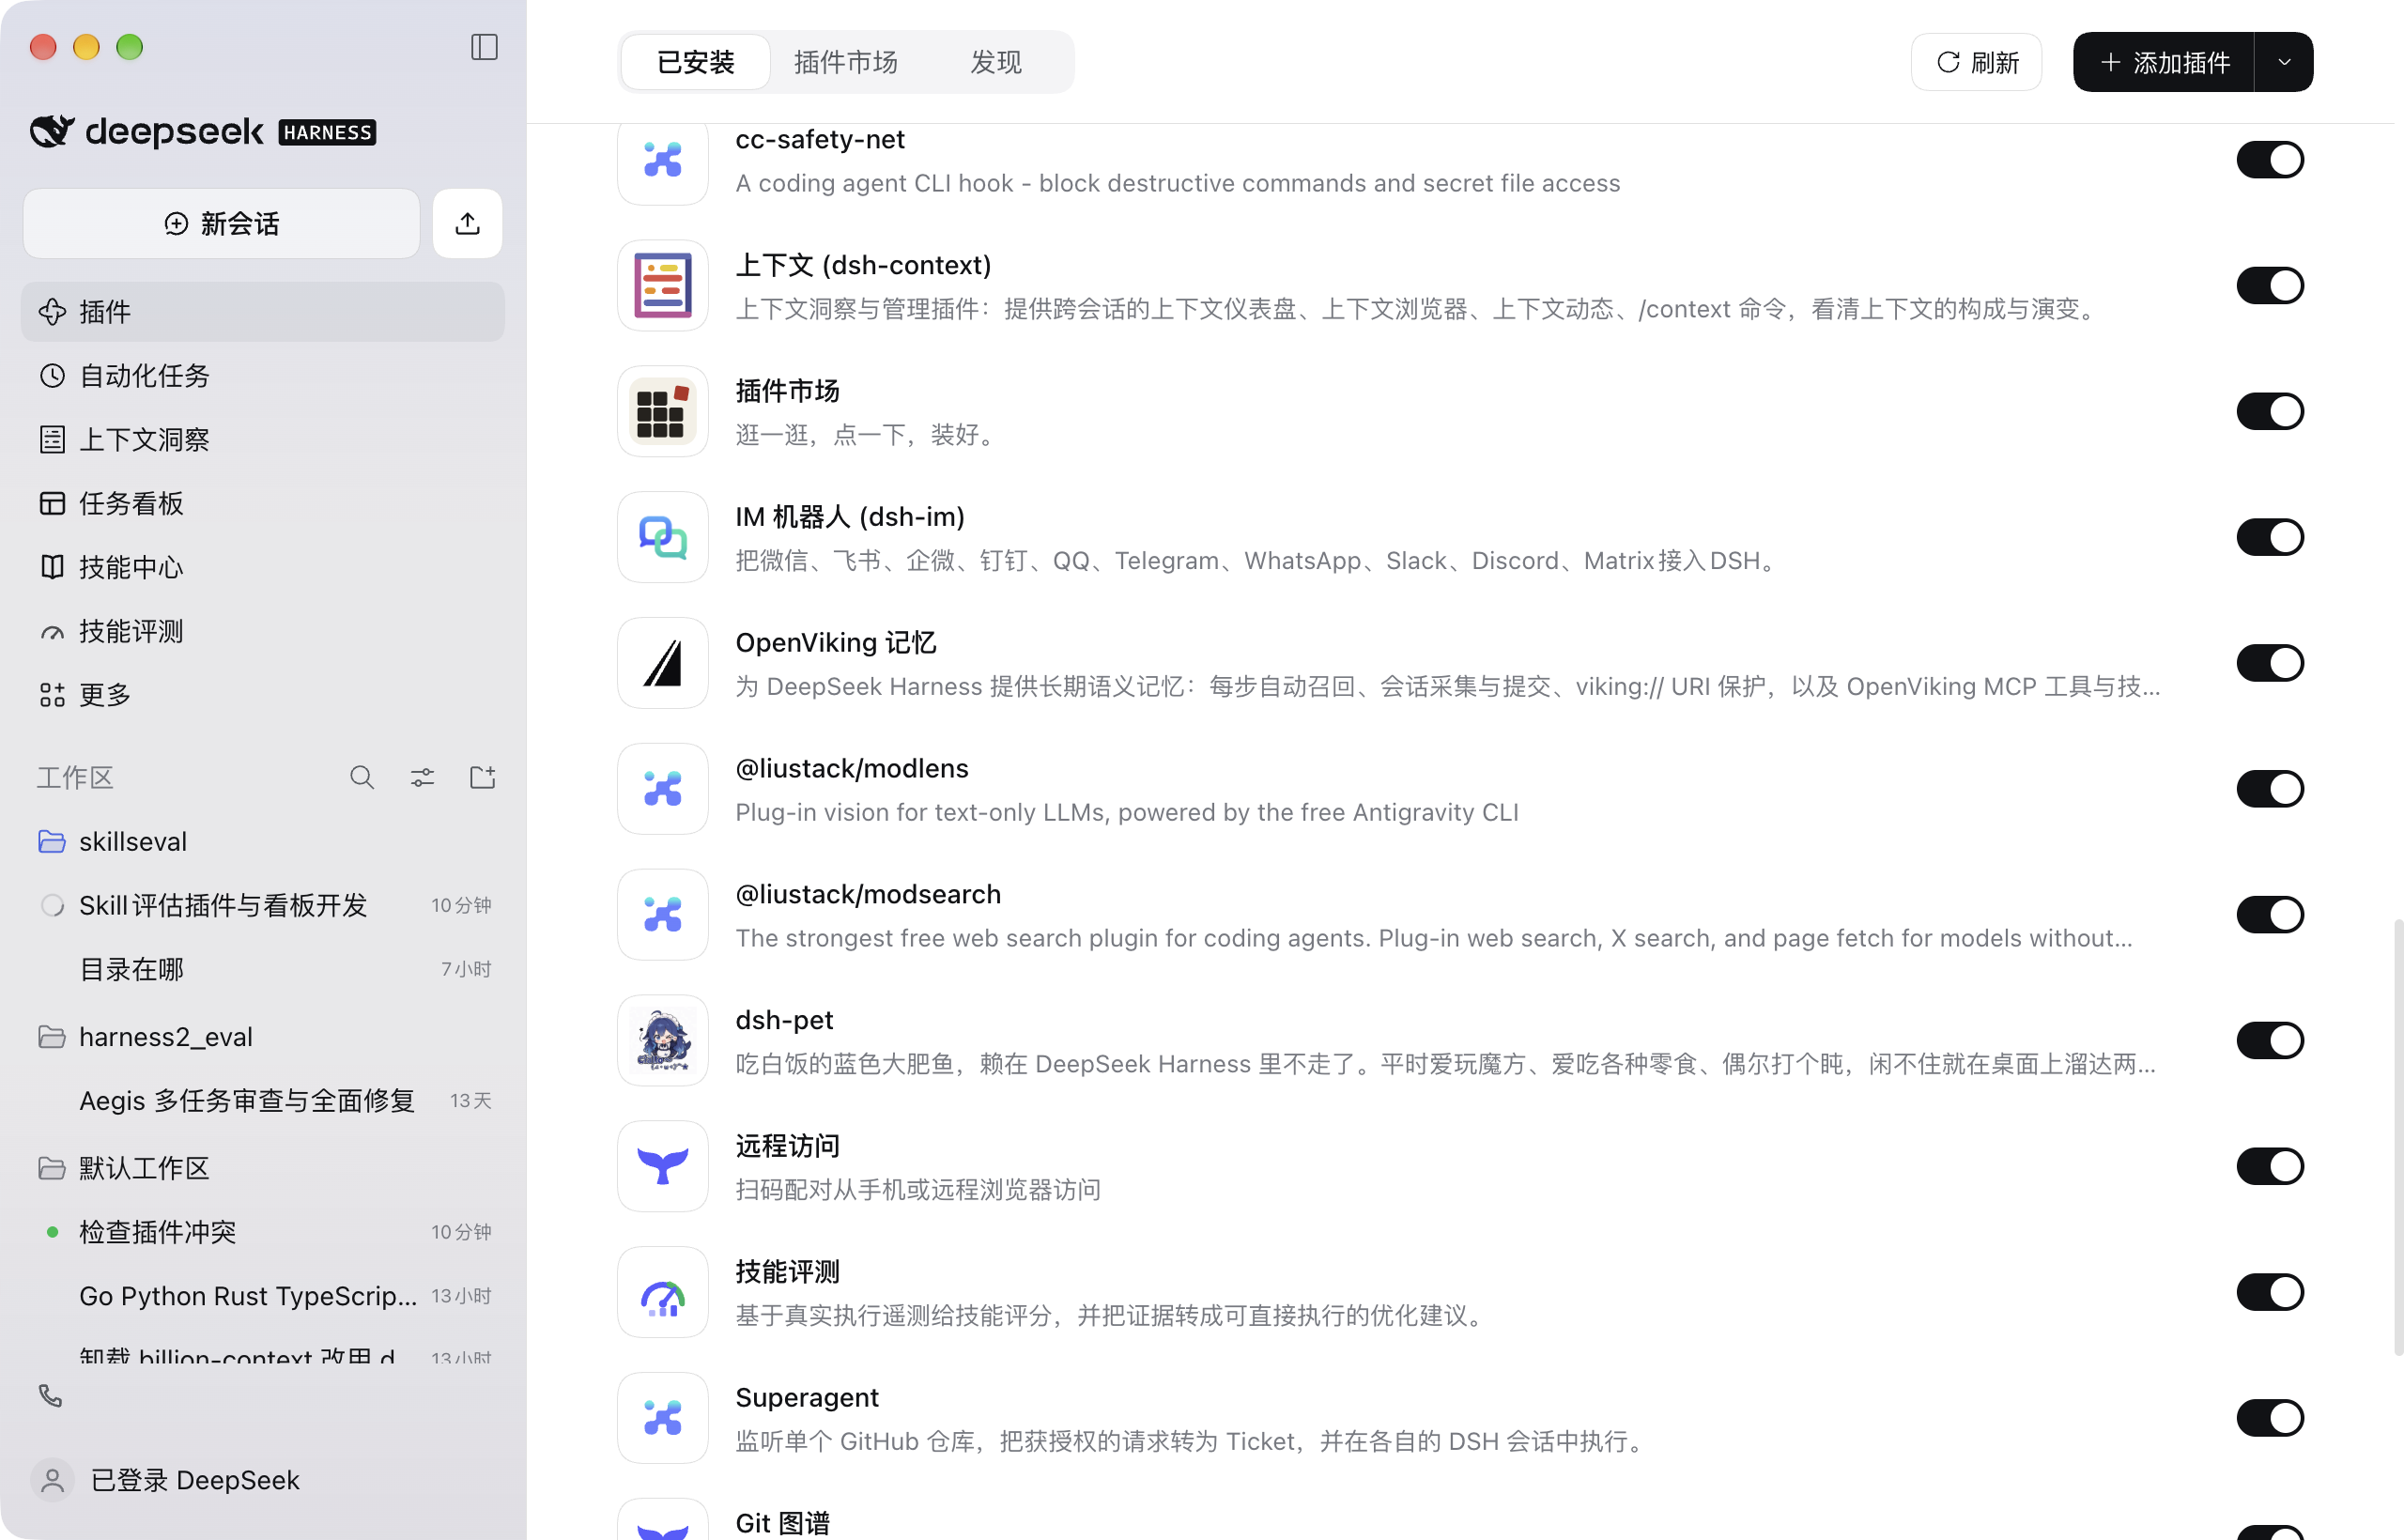 deepseek HARNESS
新会话
插件
自动化任务
上下文洞察
任务看板
技能中心
技能评测
更多
工作区
skillseval
Skill 评估插件与看板开发 10 分钟
目录在哪 7 小时
harness2_eval
Aegis 多任务审查与全面修复 13 天
默认工作区
检查插件冲突 10 分钟
Go Python Rust TypeScrip... 13 小时
卸载 billion-context 改用 d 13 小时
已登录 DeepSeek
已安装 插件市场 发现
刷新 添加插件
cc-safety-net
A coding agent CLI hook - block destructive commands and secret file access
上下文 (dsh-context)
上下文洞察与管理插件：提供跨会话的上下文仪表盘、上下文浏览器、上下文动态、/context 命令，看清上下文的构成与演变。
插件市场
逛一逛，点一下，装好。
IM 机器人 (dsh-im)
把微信、飞书、企微、钉钉、QQ、Telegram、WhatsApp、Slack、Discord、Matrix接入DSH。
OpenViking 记忆
为 DeepSeek Harness 提供长期语义记忆：每步自动召回、会话采集与提交、viking:// URI 保护，以及 OpenViking MCP 工具与技...
@liustack/modlens
Plug-in vision for text-only LLMs, powered by the free Antigravity CLI
@liustack/modsearch
The strongest free web search plugin for coding agents. Plug-in web search, X search, and page fetch for models without...
dsh-pet
吃白饭的蓝色大肥鱼，赖在 DeepSeek Harness 里不走了。平时爱玩魔方、爱吃各种零食、偶尔打个盹，闲不住就在桌面上溜达两...
远程访问
扫码配对从手机或远程浏览器访问
技能评测
基于真实执行遥测给技能评分，并把证据转成可直接执行的优化建议。
Superagent
监听单个 GitHub 仓库，把获授权的请求转为 Ticket，并在各自的 DSH 会话中执行。
Git 图谱